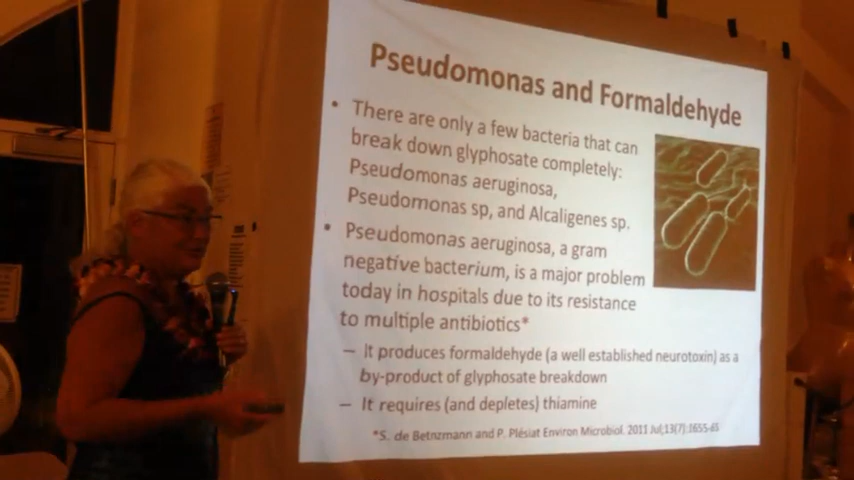 Pseudomonas and Formaldehyde
• There are only a few bacteria that can
break down glyphosate completely:
Pseudomonas aeruginosa,
Pseudomonas sp, and Alcaligenes sp.
• Pseudomonas aeruginosa, a gram
negative bacterium, is a major problem
today in hospitals due to its resistance
to multiple antibiotics*
– It produces formaldehyde (a well established neurotoxin) as a
by-product of glyphosate breakdown
– It requires (and depletes) thiamine
*S. de Betnzmann and P. Plésiat Environ Microbiol. 2011 Jul;13(7):1655-65